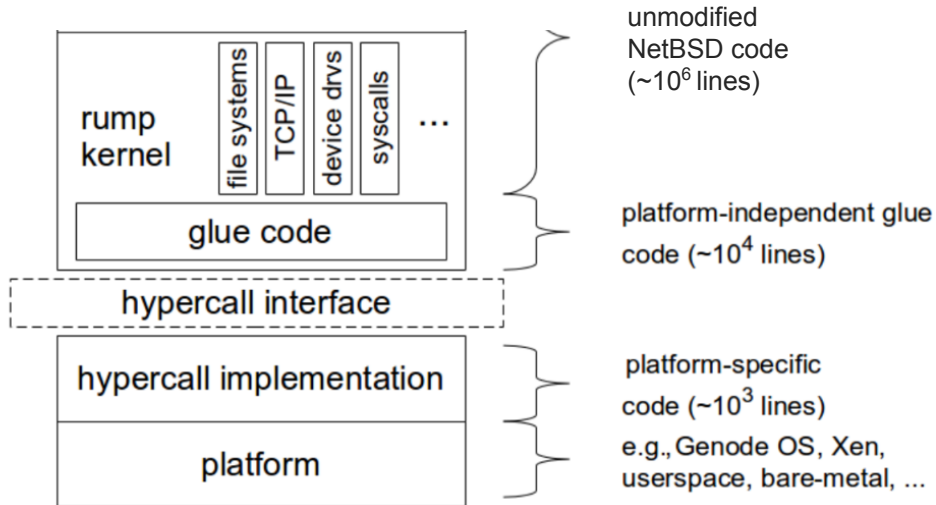 unmodified
NetBSD code
(~10⁶ lines)
rump
kernel
file systems
TCP/IP
device drvs
syscalls
...
glue code
platform-independent glue
code (~10⁴ lines)
hypercall interface
hypercall implementation
platform-specific
code (~10³ lines)
platform
e.g., Genode OS, Xen,
userspace, bare-metal, ...